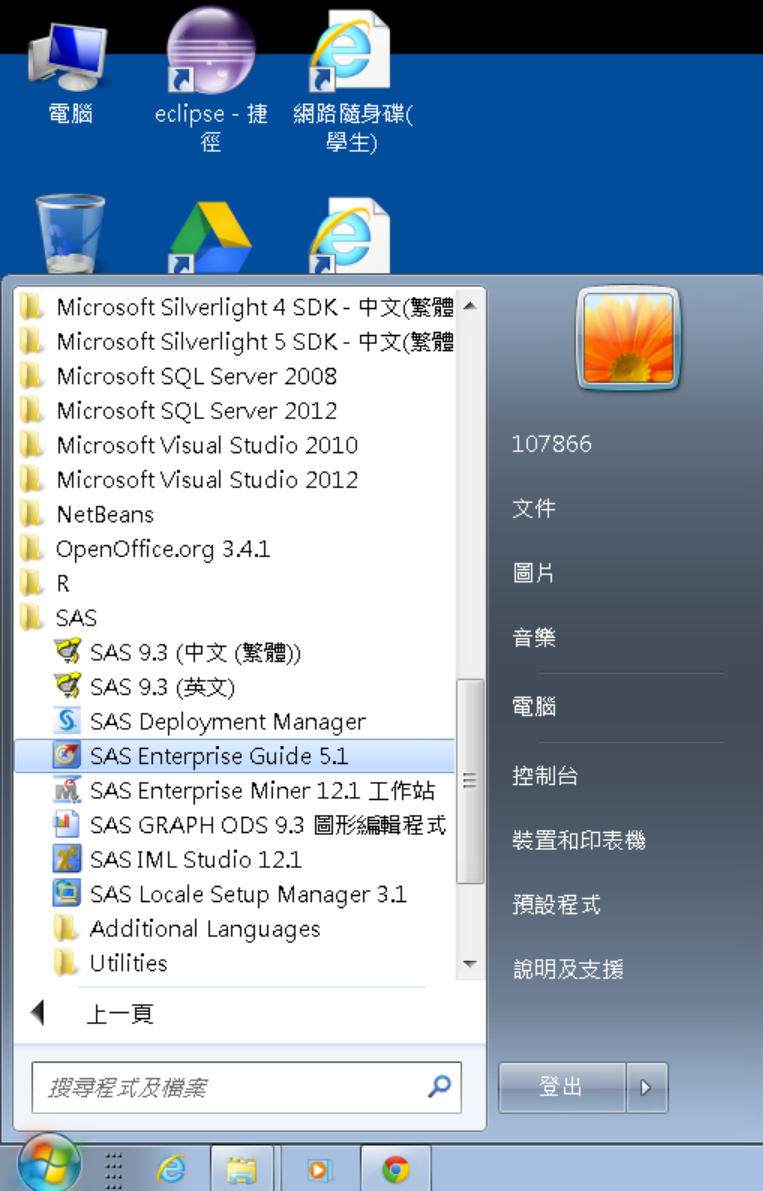 電腦
eclipse - 捷
徑
網路隨身碟(
學生)
Microsoft Silverlight 4 SDK - 中文(繁體
Microsoft Silverlight 5 SDK - 中文(繁體
Microsoft SQL Server 2008
Microsoft SQL Server 2012
Microsoft Visual Studio 2010
Microsoft Visual Studio 2012
NetBeans
OpenOffice.org 3.4.1
R
SAS
SAS 9.3 (中文 (繁體))
SAS 9.3 (英文)
SAS Deployment Manager
SAS Enterprise Guide 5.1
SAS Enterprise Miner 12.1 工作站
SAS GRAPH ODS 9.3 圖形編輯程式
SAS IML Studio 12.1
SAS Locale Setup Manager 3.1
Additional Languages
Utilities
上一頁
搜尋程式及檔案
107866
文件
圖片
音樂
電腦
控制台
裝置和印表機
預設程式
說明及支援
登出